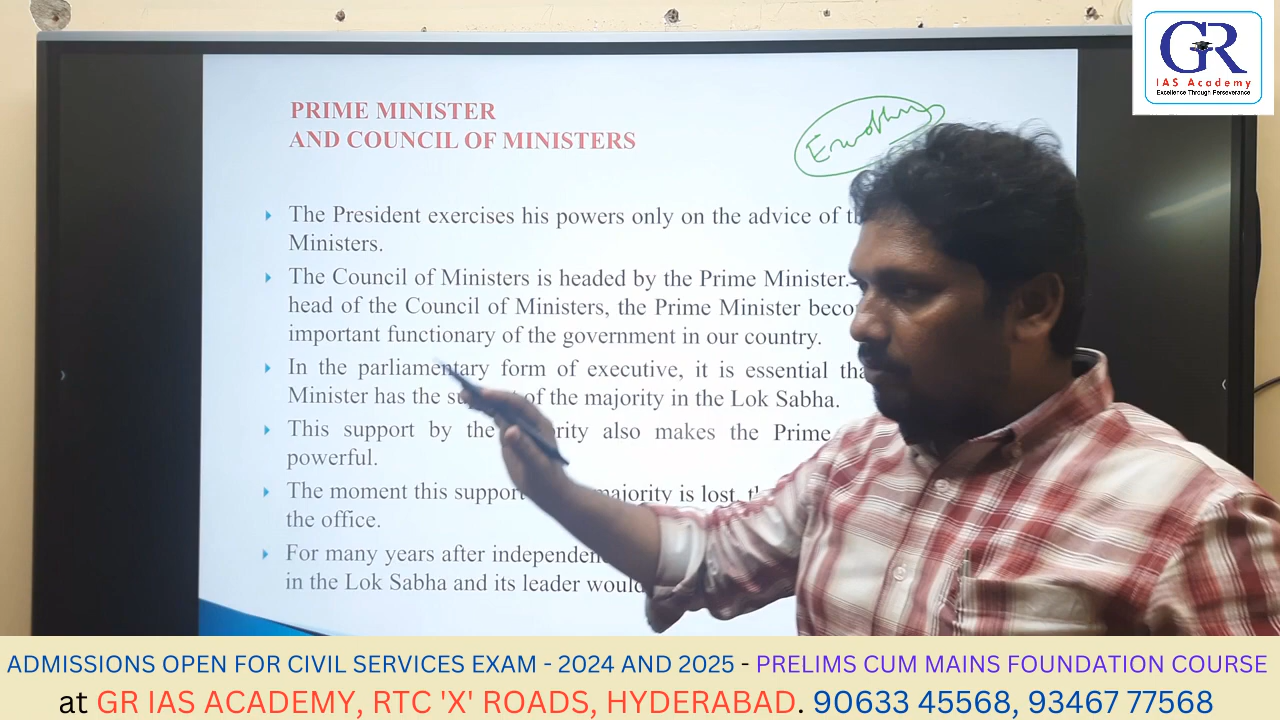 GR
IAS Academy
Excellence Through Perseverance
PRIME MINISTER
AND COUNCIL OF MINISTERS
The President exercises his powers only on the advice of
Ministers.
The Council of Ministers is headed by the Prime Minister.
head of the Council of Ministers, the Prime Minister
important functionary of the government in our country.
In the parliamentary form of executive, it is essential
Minister has the of the majority in the Lok Sabha.
This support by the also makes the Prime
powerful.
The moment this support majority is lost,
the office.
For many years after
in the Lok Sabha and its leader would
ADMISSIONS OPEN FOR CIVIL SERVICES EXAM - 2024 AND 2025 - PRELIMS CUM MAINS FOUNDATION COURSE
at GR IAS ACADEMY, RTC 'X' ROADS, HYDERABAD. 90633 45568, 93467 77568